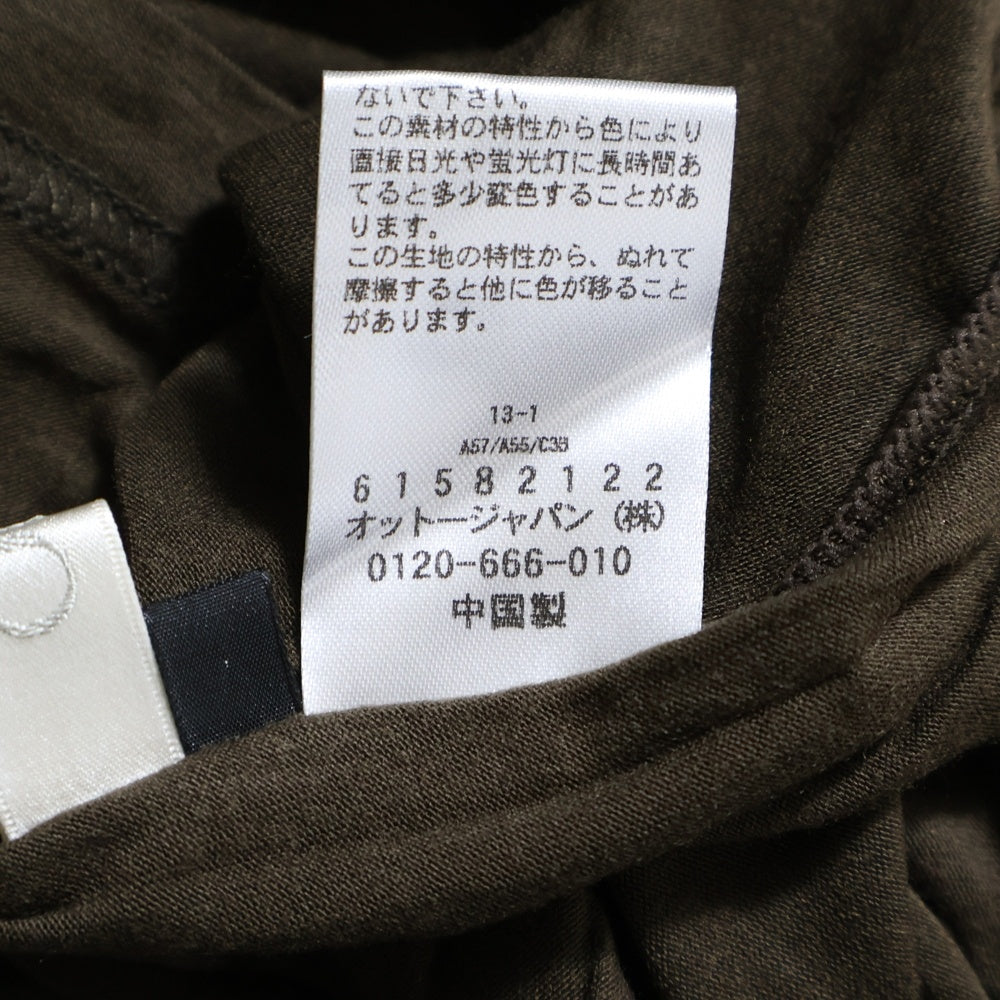 ないで下さい。
この素材の特性から色により
直接日光や蛍光灯に長時間あ
てると多少変色することがあ
ります。
この生地の特性から、ぬれて
摩擦すると他に色が移ること
があります。
13-1
A57/A55/C38
61582122
オットージャパン（株）
0120-666-010
中国製